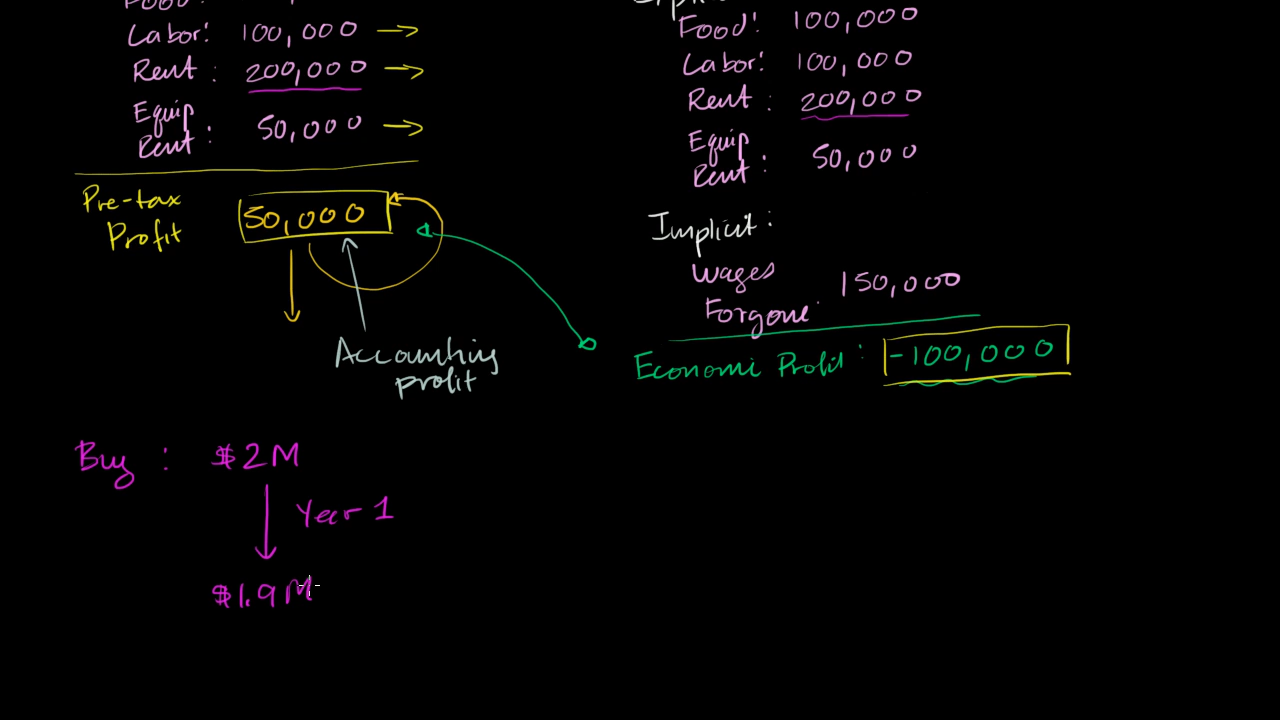 Food:
Labor: 100,000
Rent: 200,000
Equip
Rent: 50,000
Pre-tax
Profit 50,000
Accounting
profit
Buy: $2M
Year 1
$1.9M
Food: 100,000
Labor: 100,000
Rent: 200,000
Equip
Rent: 50,000
Implicit:
Wages
Forgone: 150,000
Economic Profit: -100,000